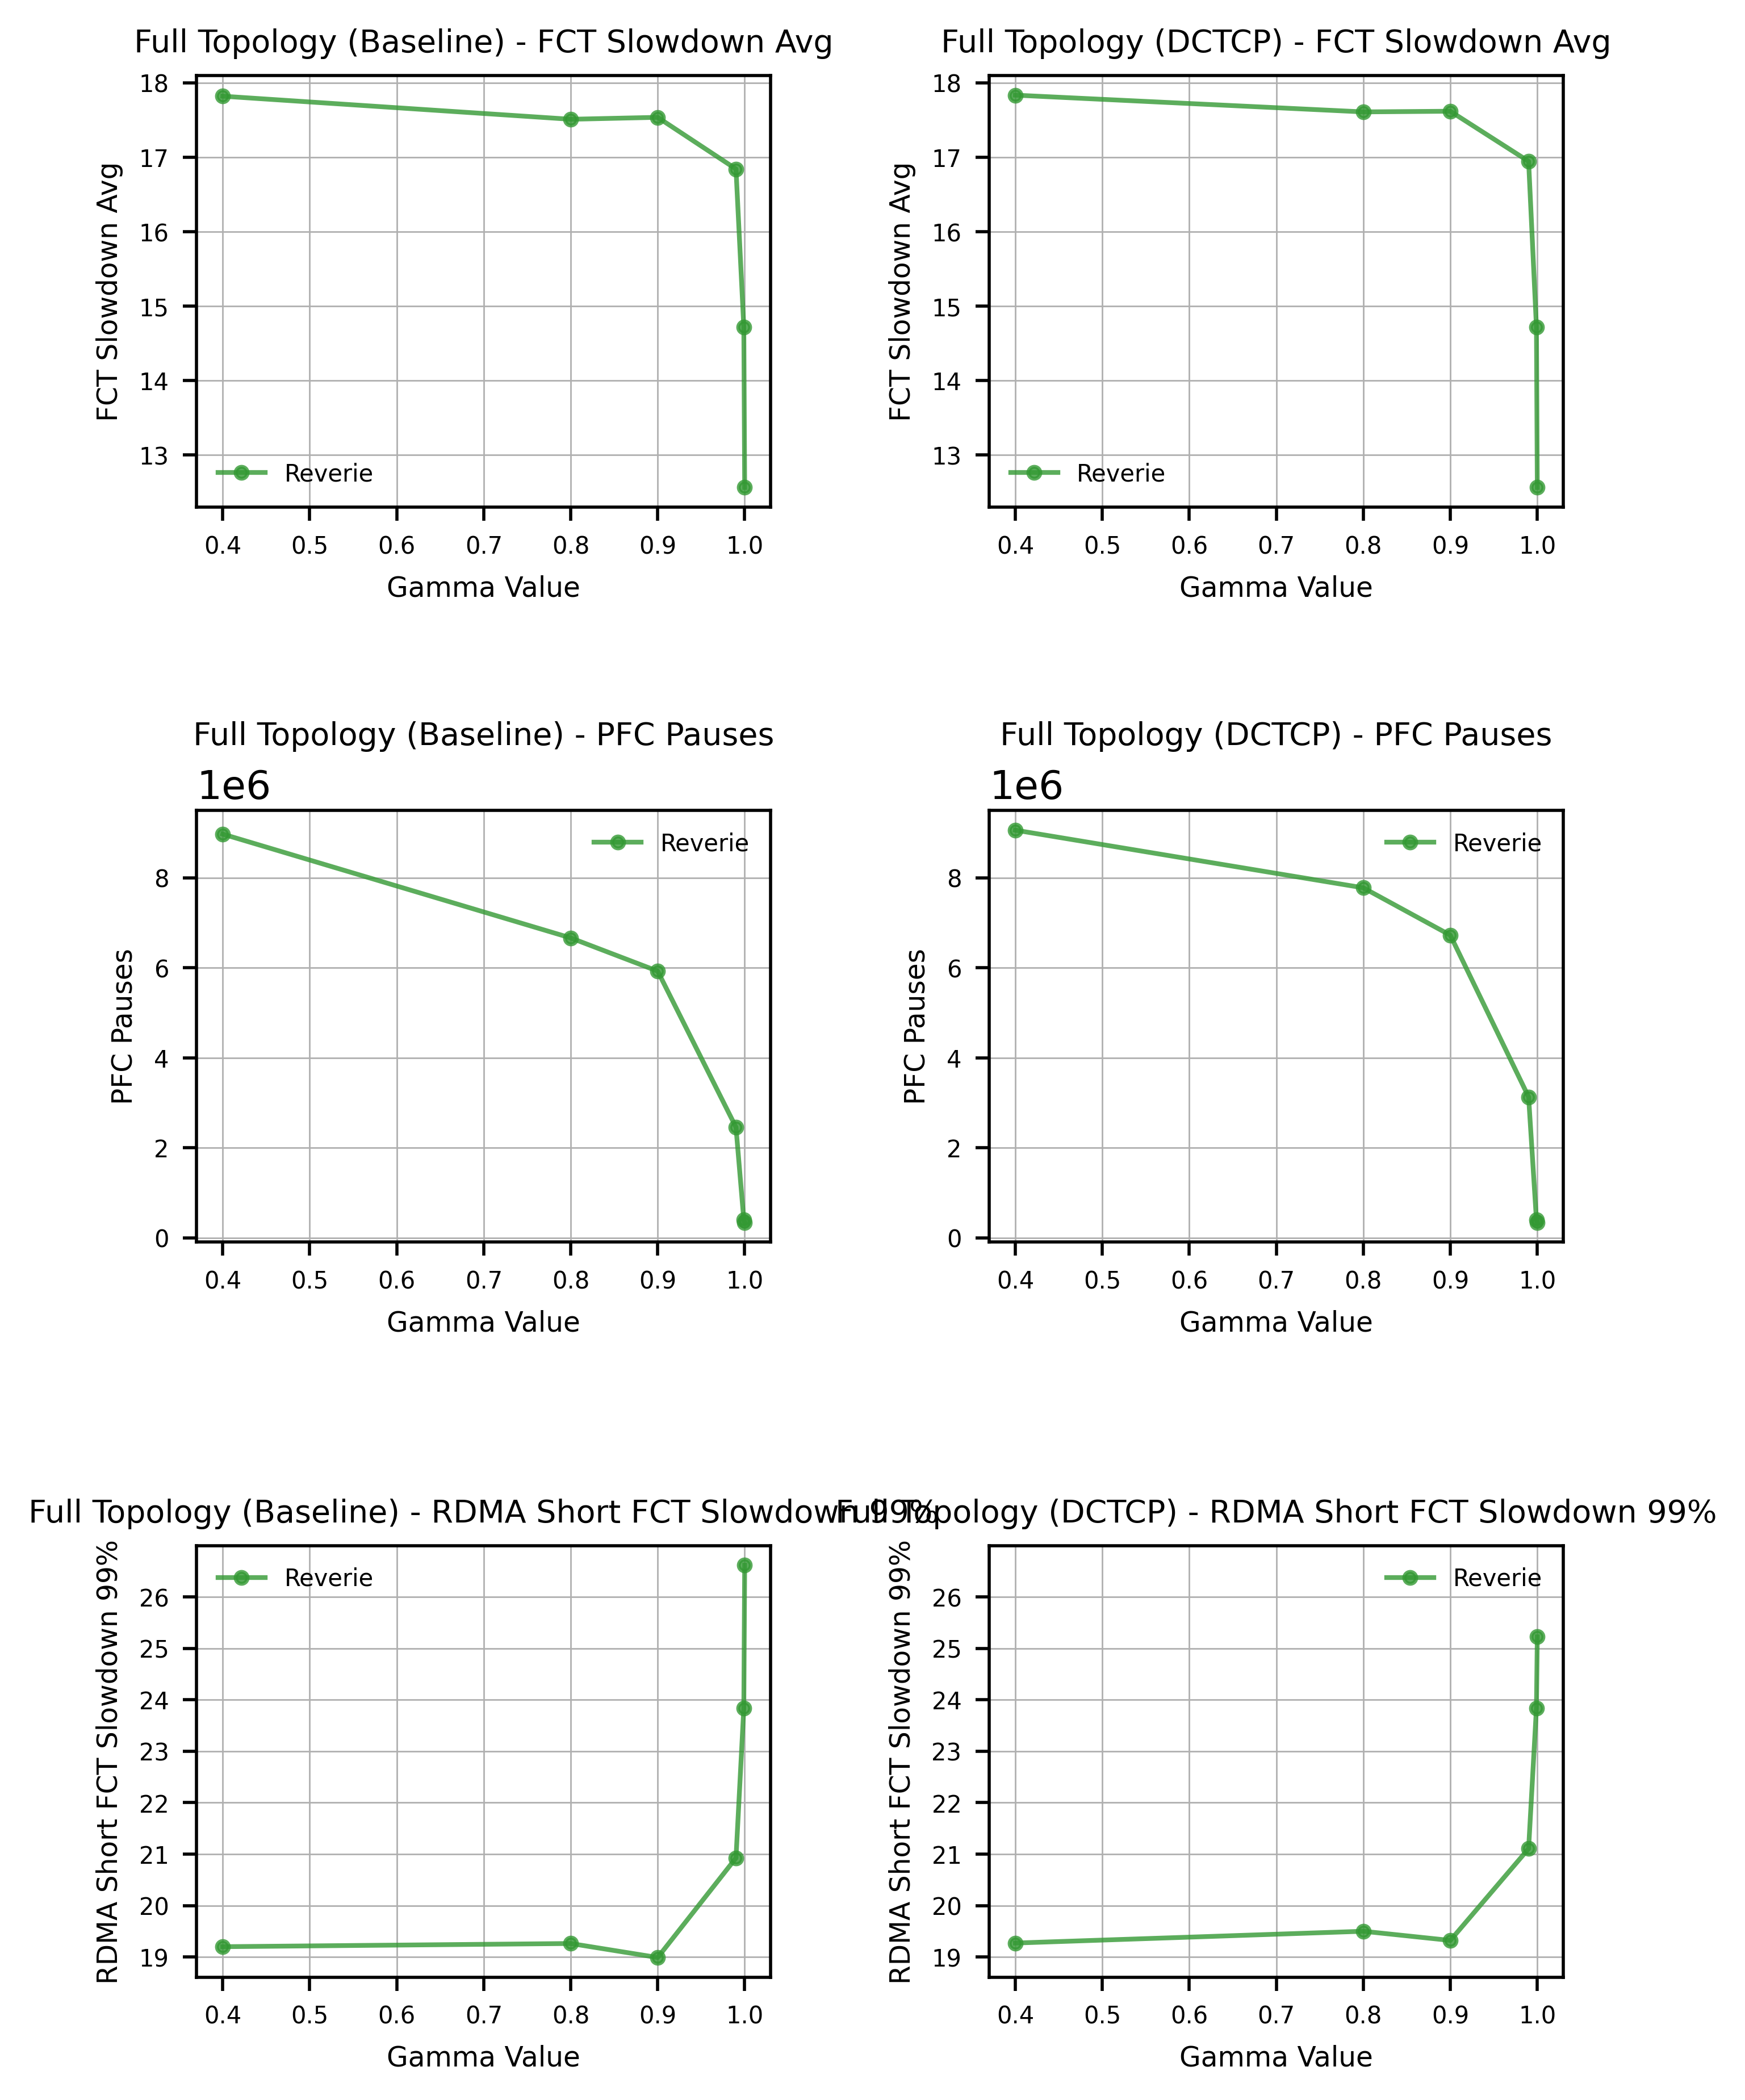 Full Topology (Baseline) - FCT Slowdown Avg
FCT Slowdown Avg
18
17
16
15
14
13
Reverie
0.4 0.5 0.6 0.7 0.8 0.9 1.0
Gamma Value
Full Topology (DCTCP) - FCT Slowdown Avg
FCT Slowdown Avg
18
17
16
15
14
13
Reverie
0.4 0.5 0.6 0.7 0.8 0.9 1.0
Gamma Value
Full Topology (Baseline) - PFC Pauses
1e6
PFC Pauses
8
6
4
2
0
Reverie
0.4 0.5 0.6 0.7 0.8 0.9 1.0
Gamma Value
Full Topology (DCTCP) - PFC Pauses
1e6
PFC Pauses
8
6
4
2
0
Reverie
0.4 0.5 0.6 0.7 0.8 0.9 1.0
Gamma Value
Full Topology (Baseline) - RDMA Short FCT Slowdown 99%
RDMA Short FCT Slowdown 99%
26
25
24
23
22
21
20
19
Reverie
0.4 0.5 0.6 0.7 0.8 0.9 1.0
Gamma Value
Full Topology (DCTCP) - RDMA Short FCT Slowdown 99%
RDMA Short FCT Slowdown 99%
26
25
24
23
22
21
20
19
Reverie
0.4 0.5 0.6 0.7 0.8 0.9 1.0
Gamma Value